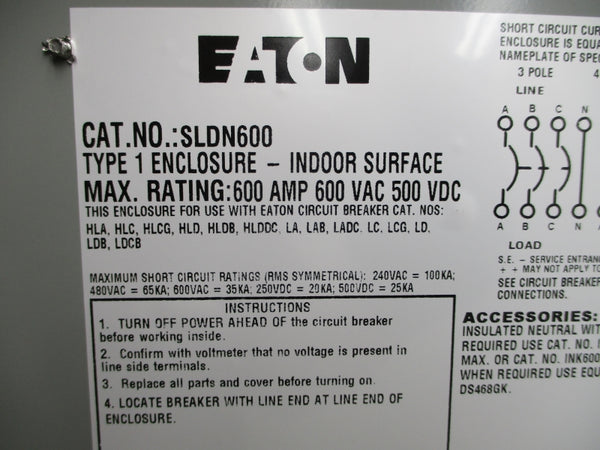 EATON
CAT.NO.:SLDN600
TYPE 1 ENCLOSURE - INDOOR SURFACE
MAX. RATING:600 AMP 600 VAC 500 VDC
THIS ENCLOSURE FOR USE WITH EATON CIRCUIT BREAKER CAT. NOS:
HLA, HLC, HLCG, HLD, HLDB, HLDDC, LA, LAB, LADC, LC, LCG, LD,
LDB, LDCB
MAXIMUM SHORT CIRCUIT RATINGS (RMS SYMMETRICAL): 240VAC = 100KA;
480VAC = 65KA; 600VAC = 35KA; 250VDC = 20KA; 500VDC = 25KA
INSTRUCTIONS
1. TURN OFF POWER AHEAD OF the circuit breaker
before working inside.
2. Confirm with voltmeter that no voltage is present in
line side terminals.
3. Replace all parts and cover before turning on.
4. LOCATE BREAKER WITH LINE END AT LINE END OF
ENCLOSURE.
SHORT CIRCUIT CUR
ENCLOSURE IS EQUA
NAMEPLATE OF SPEC
3 POLE 4
LINE
A B C N
A B C N
LOAD
S.E. - SERVICE ENTRAN
+ + MAY NOT APPLY TO
SEE CIRCUIT BREAKER
CONNECTIONS.
ACCESSORIES:
INSULATED NEUTRAL WIT
REQUIRED USE CAT. NO. I
MAX. OR CAT. NO. INK600
WHEN REQUIRED USE EQU
DS468GK.